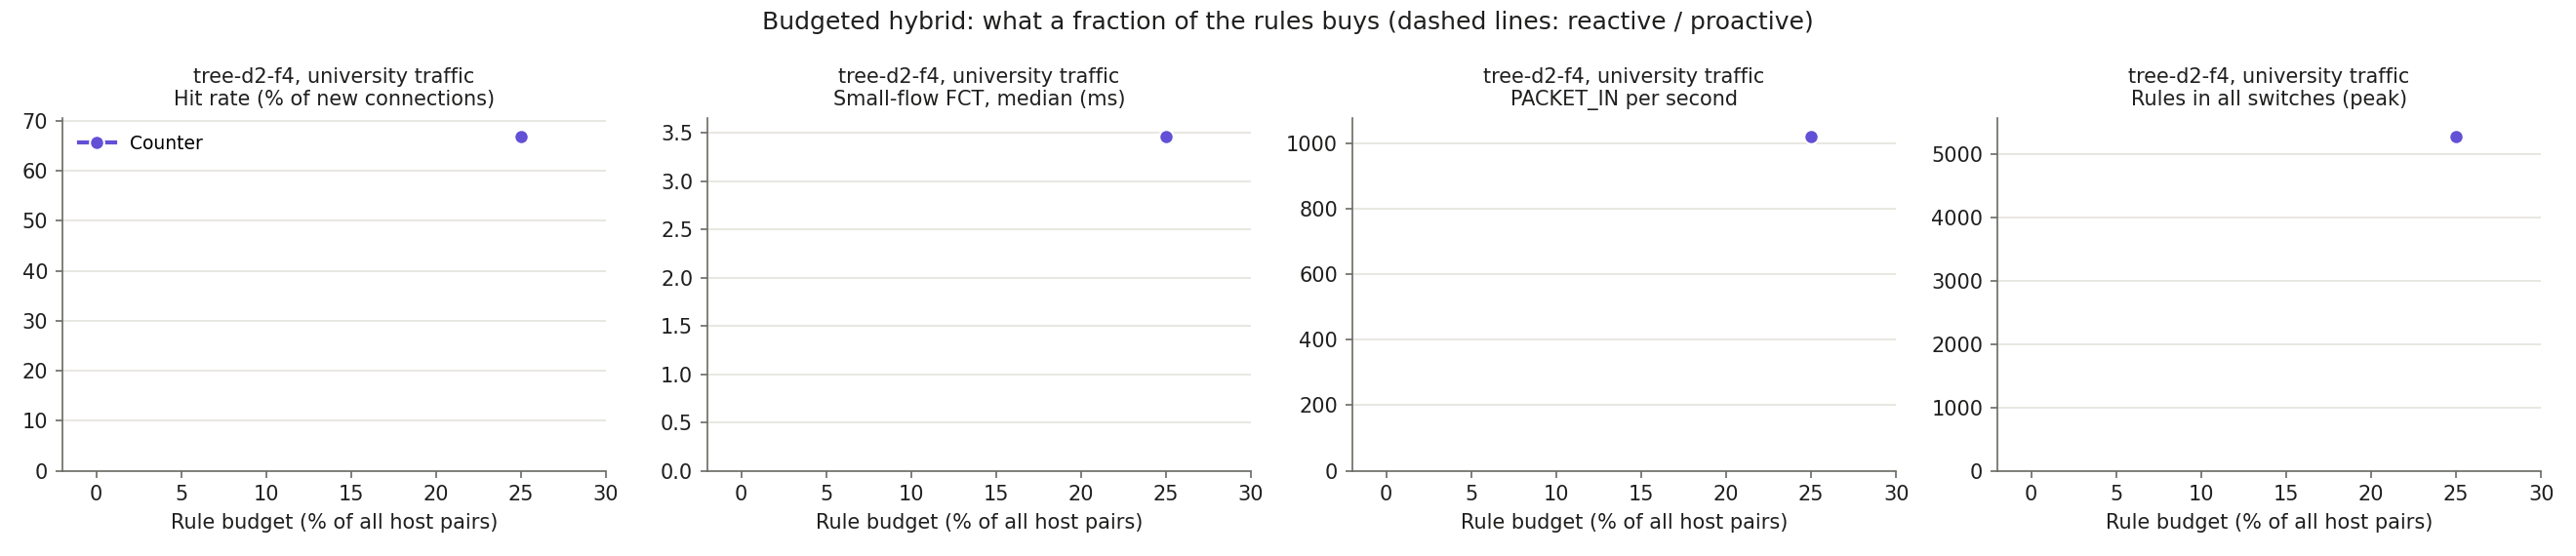 Budgeted hybrid: what a fraction of the rules buys (dashed lines: reactive / proactive)
tree-d2-f4, university traffic
Hit rate (% of new connections)
70
60
50
40
30
20
10
0
Counter
0 5 10 15 20 25 30
Rule budget (% of all host pairs)
tree-d2-f4, university traffic
Small-flow FCT, median (ms)
3.5
3.0
2.5
2.0
1.5
1.0
0.5
0.0
0 5 10 15 20 25 30
Rule budget (% of all host pairs)
tree-d2-f4, university traffic
PACKET_IN per second
1000
800
600
400
200
0
0 5 10 15 20 25 30
Rule budget (% of all host pairs)
tree-d2-f4, university traffic
Rules in all switches (peak)
5000
4000
3000
2000
1000
0
0 5 10 15 20 25 30
Rule budget (% of all host pairs)